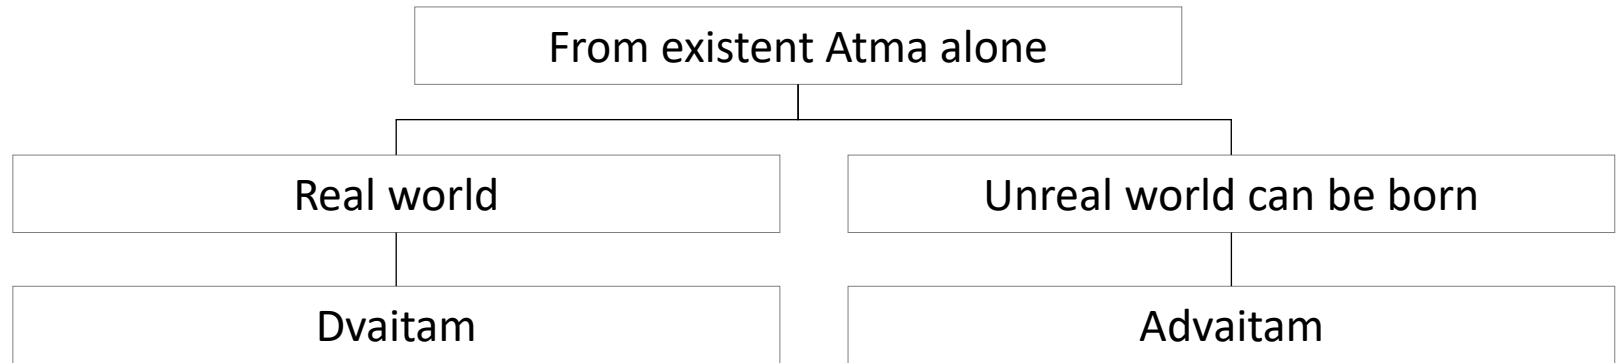 From existent Atma alone
Real world
Unreal world can be born
Dvaitam
Advaitam